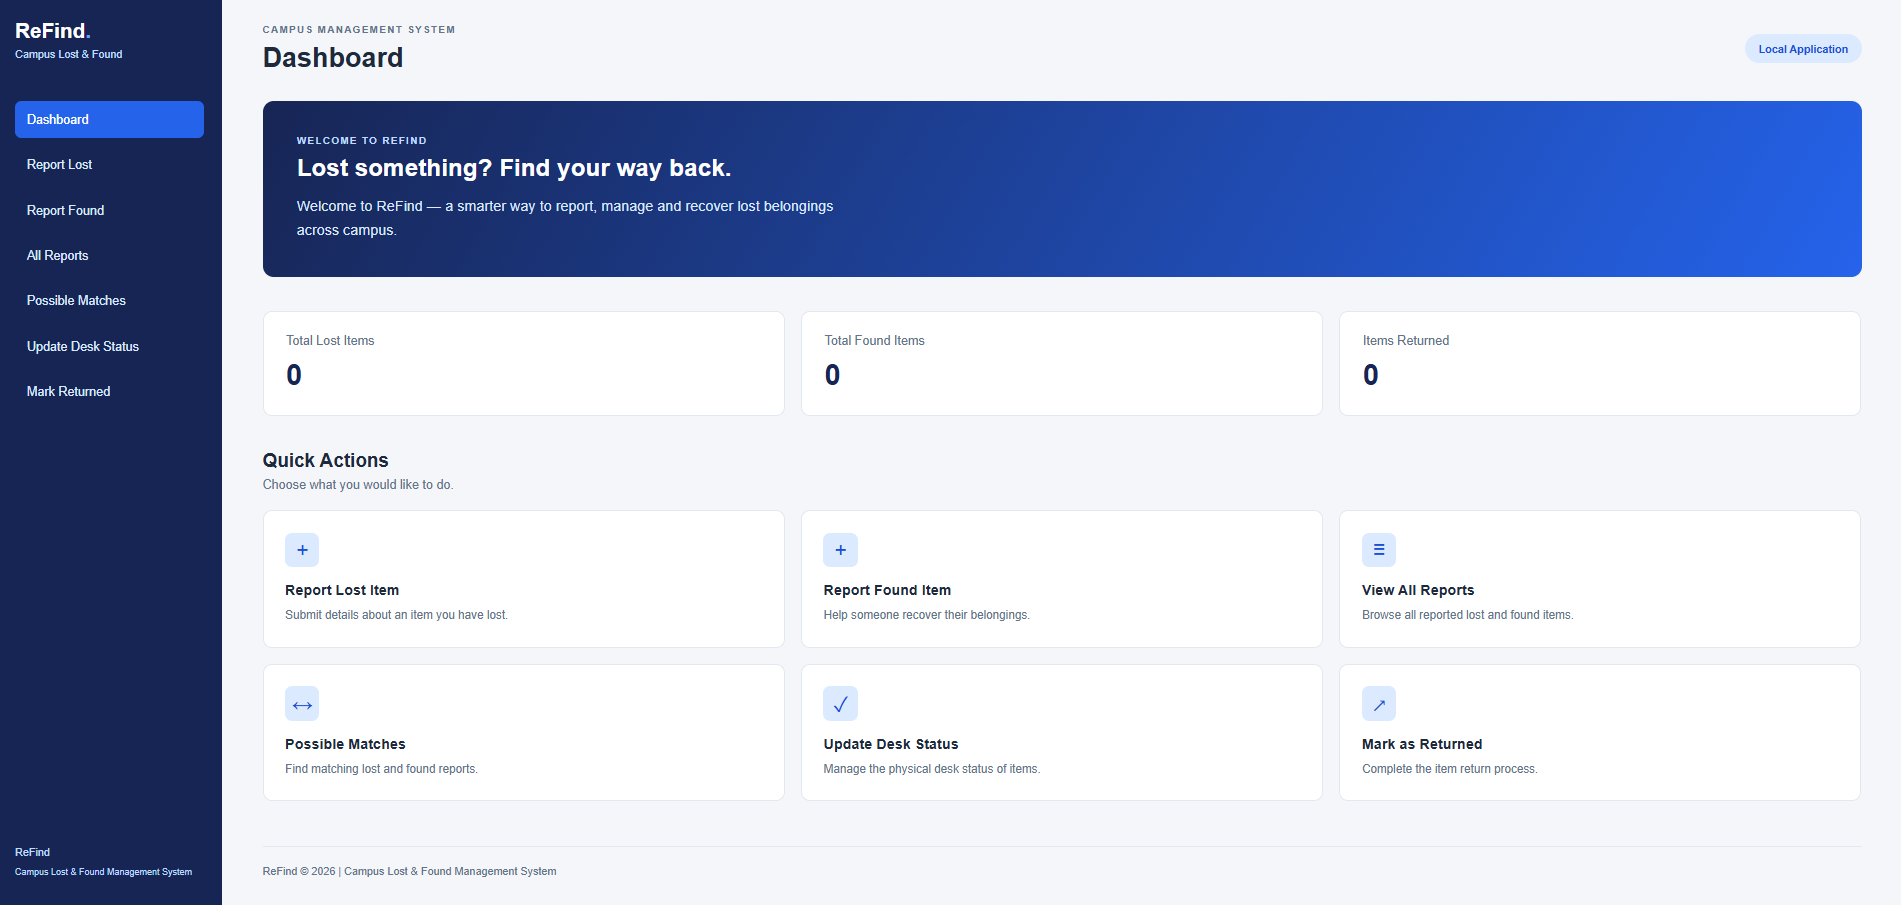 ReFind.
Campus Lost & Found
Dashboard
Report Lost
Report Found
All Reports
Possible Matches
Update Desk Status
Mark Returned
ReFind
Campus Lost & Found Management System
CAMPUS MANAGEMENT SYSTEM
Dashboard
Local Application
WELCOME TO REFIND
Lost something? Find your way back.
Welcome to ReFind — a smarter way to report, manage and recover lost belongings
across campus.
Total Lost Items
0
Total Found Items
0
Items Returned
0
Quick Actions
Choose what you would like to do.
Report Lost Item
Submit details about an item you have lost.
Report Found Item
Help someone recover their belongings.
View All Reports
Browse all reported lost and found items.
Possible Matches
Find matching lost and found reports.
Update Desk Status
Manage the physical desk status of items.
Mark as Returned
Complete the item return process.
ReFind © 2026 | Campus Lost & Found Management System